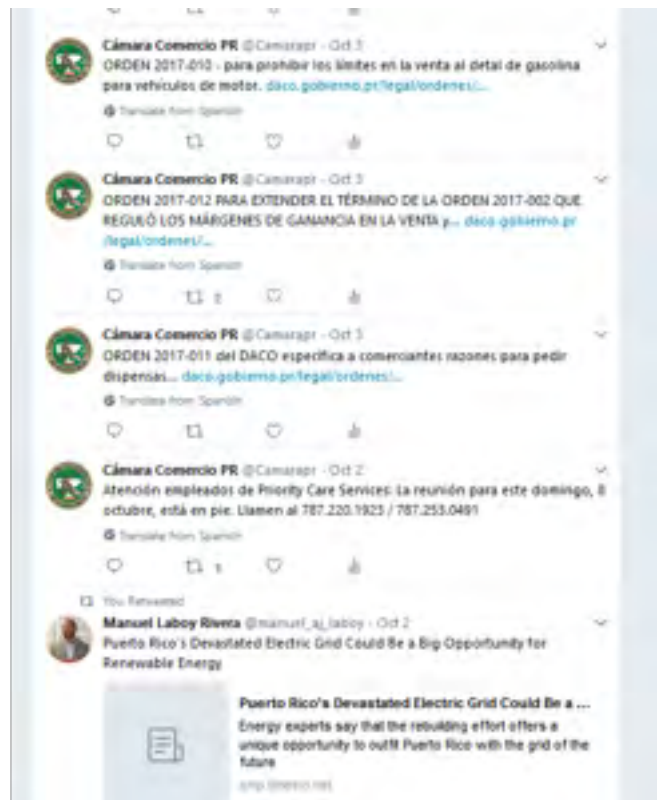 Cámara Comercio PR @Camarapr - Oct 3
ORDEN 2017-010 - para prohibir los límites en la venta al detal de gasolina
para vehículos de motor. daco.gobierno.pr/legal/ordenes/...
Translate from Spanish
Cámara Comercio PR @Camarapr - Oct 3
ORDEN 2017-012 PARA EXTENDER EL TÉRMINO DE LA ORDEN 2017-002 QUE
REGULÓ LOS MÁRGENES DE GANANCIA EN LA VENTA y... daco.gobierno.pr
/legal/ordenes/...
Translate from Spanish
2
Cámara Comercio PR @Camarapr - Oct 3
ORDEN 2017-011 del DACO especifica a comerciantes razones para pedir
dispensas... daco.gobierno.pr/legal/ordenes/...
Translate from Spanish
Cámara Comercio PR @Camarapr - Oct 2
Atención empleados de Priority Care Services: La reunión para este domingo, 8
octubre, está en pie. Llamen al 787.220.1923 / 787.253.0491
Translate from Spanish
1
You Retweeted
Manuel Laboy Rivera @manuel_aj_laboy - Oct 2
Puerto Rico's Devastated Electric Grid Could Be a Big Opportunity for
Renewable Energy
Puerto Rico's Devastated Electric Grid Could Be a ...
Energy experts say that the rebuilding effort offers a
unique opportunity to outfit Puerto Rico with the grid of the
future